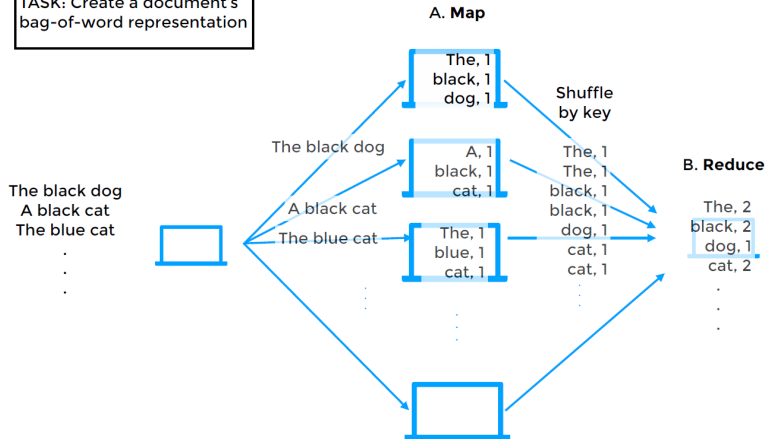 TASK: Create a document's
bag-of-word representation
A. Map
The, 1
black, 1
dog, 1
Shuffle
by key
The black dog
A, 1
black, 1
cat, 1
The, 1
The, 1
black, 1
black, 1
dog, 1
cat, 1
cat, 1
B. Reduce
The black dog
A black cat
The blue cat
.
.
.
A black cat
The blue cat
The, 1
blue, 1
cat, 1
The, 2
black, 2
dog, 1
cat, 2
.
.
.